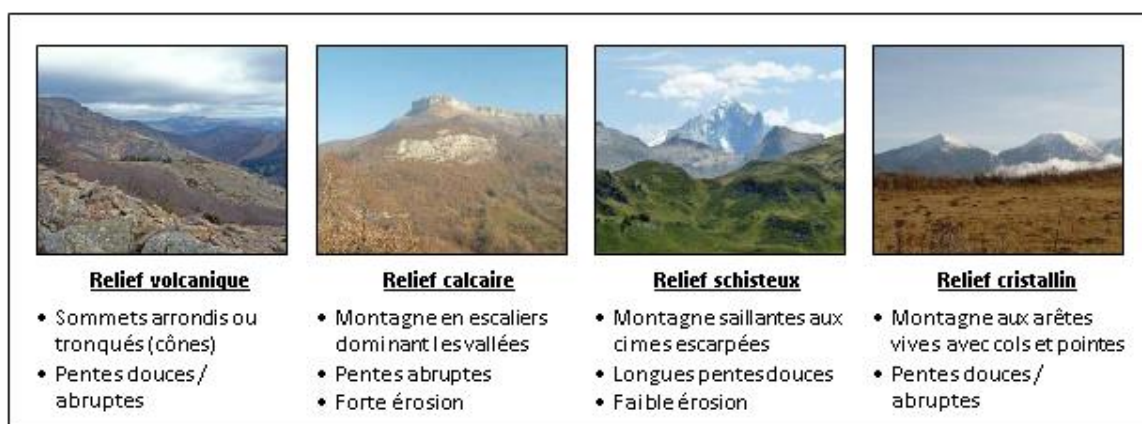 Relief volcanique
• Sommets arrondis ou
tronqués (cônes)
• Pentes douces /
abruptes
Relief calcaire
• Montagne en escaliers
dominant les vallées
• Pentes abruptes
• Forte érosion
Relief schisteux
• Montagne saillantes aux
cimes escarpées
• Longues pentes douces
• Faible érosion
Relief cristallin
• Montagne aux arêtes
vives avec cols et pointes
• Pentes douces /
abruptes